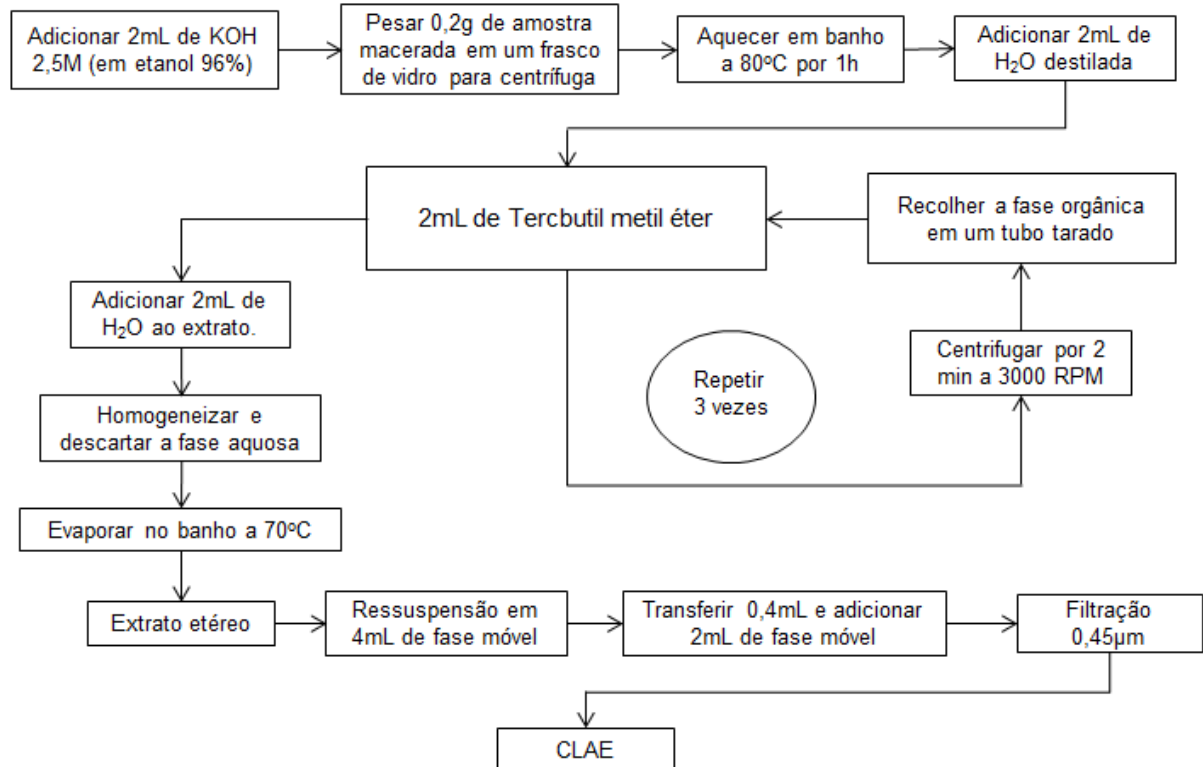 Adicionar 2mL de KOH
2,5M (em etanol 96%)
Pesar 0,2g de amostra
macerada em um frasco
de vidro para centrífuga
Aquecer em banho
a 80ºC por 1h
Adicionar 2mL de
H₂O destilada
2mL de Tercbutil metil éter
Recolher a fase orgânica
em um tubo tarado
Centrifugar por 2
min a 3000 RPM
Repetir
3 vezes
Adicionar 2mL de
H₂O ao extrato.
Homogeneizar e
descartar a fase aquosa
Evaporar no banho a 70ºC
Extrato etéreo
Ressuspensão em
4mL de fase móvel
Transferir 0,4mL e adicionar
2mL de fase móvel
Filtração
0,45µm
CLAE